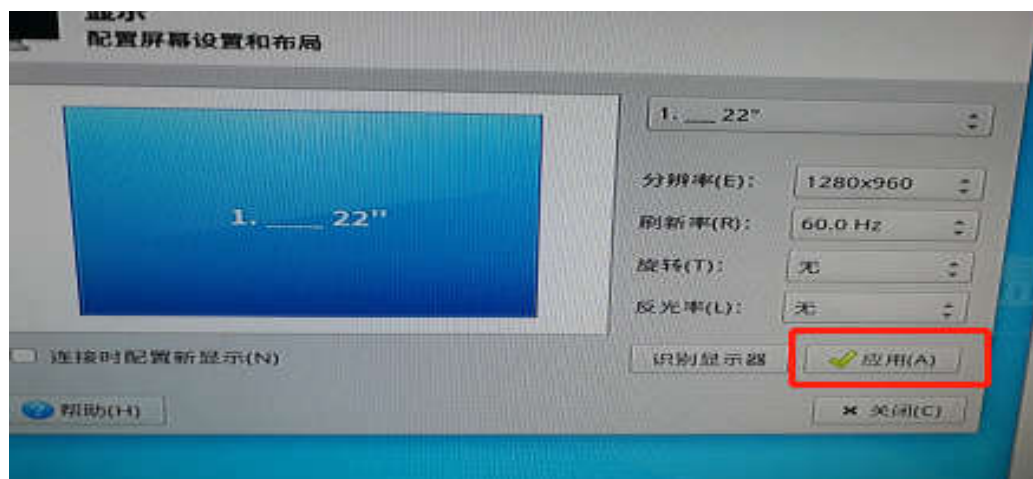 显示
配置屏幕设置和布局
1. ___ 22"
1. ___ 22"
分辨率(E): 1280x960
刷新率(R): 60.0 Hz
旋转(T): 无
反光率(L): 无
连接时配置新显示(N)
识别显示器
应用(A)
帮助(H)
关闭(C)